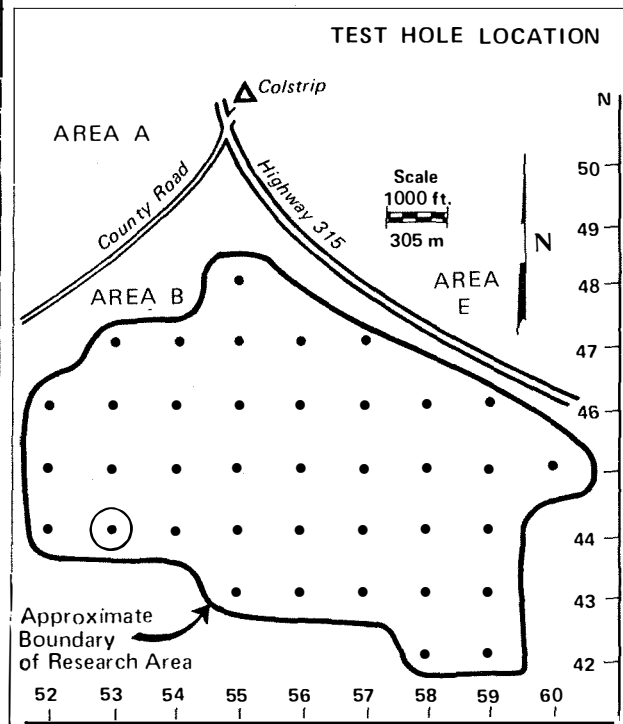 TEST HOLE LOCATION
Colstrip
N
AREA A
50
County Road
Highway 315
Scale
1000 ft.
305 m
49
N
AREA B
AREA
E
48
47
46
45
44
43
Approximate
Boundary
of Research Area
42
52 53 54 55 56 57 58 59 60